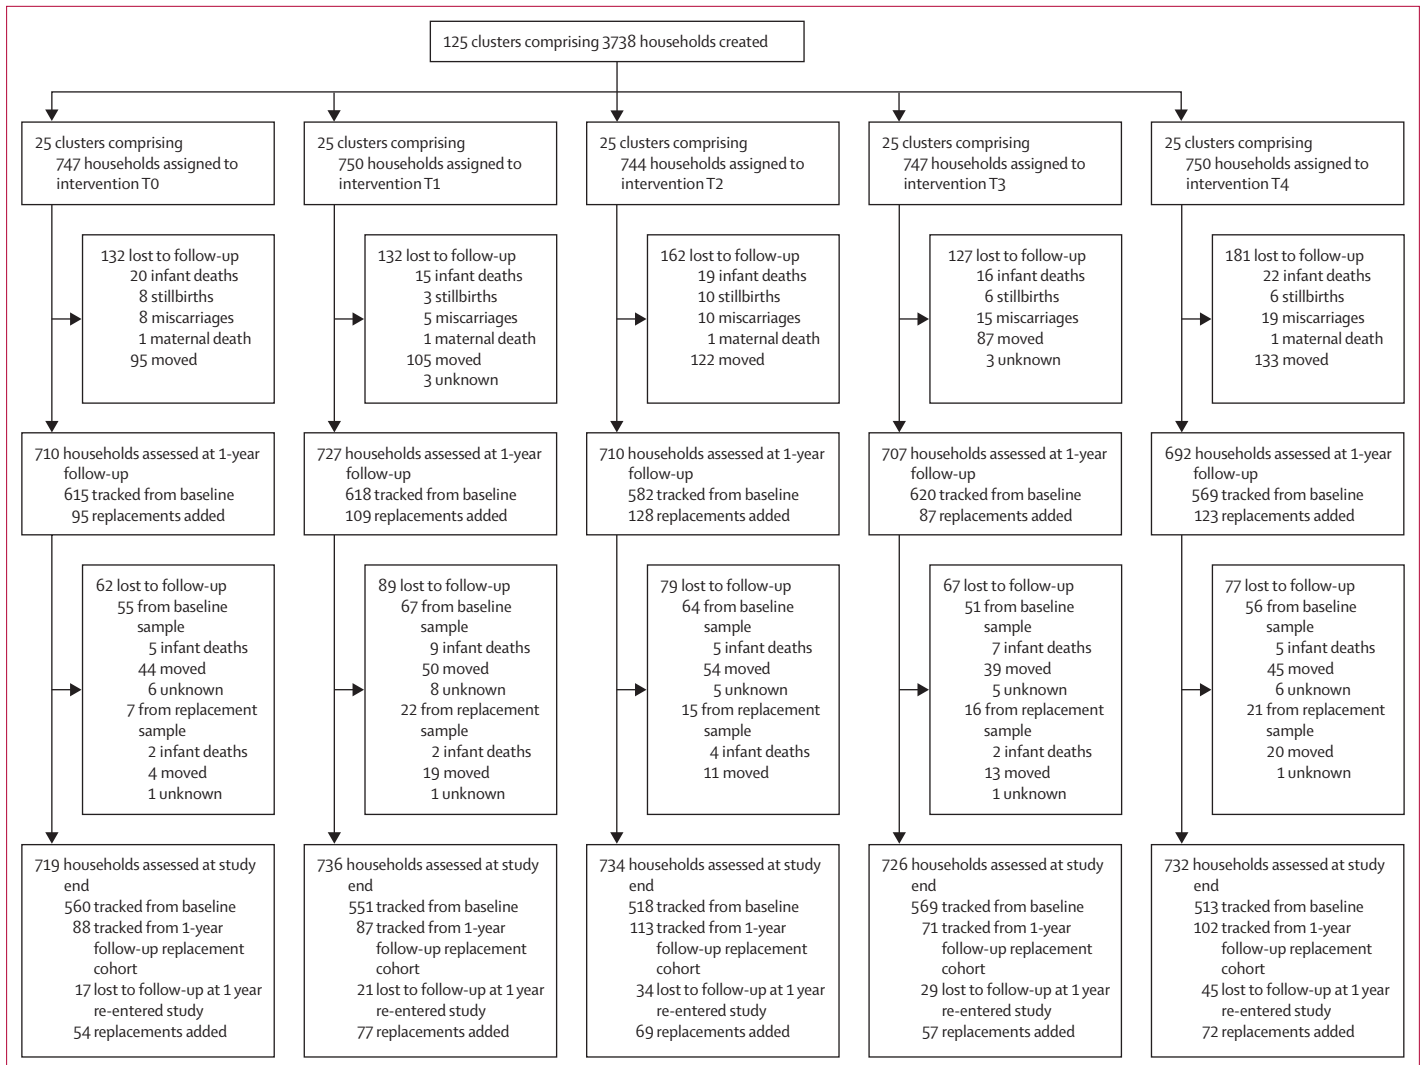 125 clusters comprising 3738 households created
25 clusters comprising
747 households assigned to
intervention T0
25 clusters comprising
750 households assigned to
intervention T1
25 clusters comprising
744 households assigned to
intervention T2
25 clusters comprising
747 households assigned to
intervention T3
25 clusters comprising
750 households assigned to
intervention T4
132 lost to follow-up
20 infant deaths
8 stillbirths
8 miscarriages
1 maternal death
95 moved
132 lost to follow-up
15 infant deaths
3 stillbirths
5 miscarriages
1 maternal death
105 moved
3 unknown
162 lost to follow-up
19 infant deaths
10 stillbirths
10 miscarriages
1 maternal death
122 moved
127 lost to follow-up
16 infant deaths
6 stillbirths
15 miscarriages
87 moved
3 unknown
181 lost to follow-up
22 infant deaths
6 stillbirths
19 miscarriages
1 maternal death
133 moved
710 households assessed at 1-year
follow-up
615 tracked from baseline
95 replacements added
727 households assessed at 1-year
follow-up
618 tracked from baseline
109 replacements added
710 households assessed at 1-year
follow-up
582 tracked from baseline
128 replacements added
707 households assessed at 1-year
follow-up
620 tracked from baseline
87 replacements added
692 households assessed at 1-year
follow-up
569 tracked from baseline
123 replacements added
62 lost to follow-up
55 from baseline
sample
5 infant deaths
44 moved
6 unknown
7 from replacement
sample
2 infant deaths
4 moved
1 unknown
89 lost to follow-up
67 from baseline
sample
9 infant deaths
50 moved
8 unknown
22 from replacement
sample
2 infant deaths
19 moved
1 unknown
79 lost to follow-up
64 from baseline
sample
5 infant deaths
54 moved
5 unknown
15 from replacement
sample
4 infant deaths
11 moved
67 lost to follow-up
51 from baseline
sample
7 infant deaths
39 moved
5 unknown
16 from replacement
sample
2 infant deaths
13 moved
1 unknown
77 lost to follow-up
56 from baseline
sample
5 infant deaths
45 moved
6 unknown
21 from replacement
sample
20 moved
1 unknown
719 households assessed at study
end
560 tracked from baseline
88 tracked from 1-year
follow-up replacement
cohort
17 lost to follow-up at 1 year
re-entered study
54 replacements added
736 households assessed at study
end
551 tracked from baseline
87 tracked from 1-year
follow-up replacement
cohort
21 lost to follow-up at 1 year
re-entered study
77 replacements added
734 households assessed at study
end
518 tracked from baseline
113 tracked from 1-year
follow-up replacement
cohort
34 lost to follow-up at 1 year
re-entered study
69 replacements added
726 households assessed at study
end
569 tracked from baseline
71 tracked from 1-year
follow-up replacement
cohort
29 lost to follow-up at 1 year
re-entered study
57 replacements added
732 households assessed at study
end
513 tracked from baseline
102 tracked from 1-year
follow-up replacement
cohort
45 lost to follow-up at 1 year
re-entered study
72 replacements added